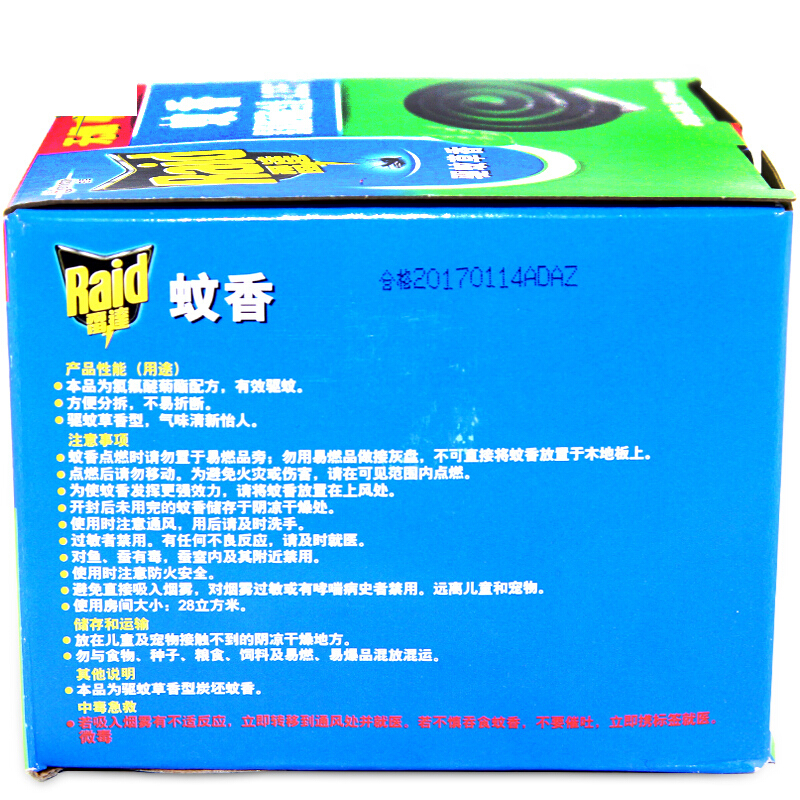 蚊香
Raid
雷達
Raid
雷達
蚊香
合格20170114ADAZ
产品性能（用途）
本品为氯氟醚菊酯配方，有效驱蚊。
方便分拆，不易折断。
驱蚊草香型，气味清新怡人。
注意事项
蚊香点燃时请勿置于易燃品旁；勿用易燃品做接灰盘，不可直接将蚊香放置于木地板上。
点燃后请勿移动。为避免火灾或伤害，请在可见范围内点燃。
为使蚊香发挥更强效力，请将蚊香放置在上风处。
开封后未用完的蚊香储存于阴凉干燥处。
使用时注意通风，用后请及时洗手。
过敏者禁用。有任何不良反应，请及时就医。
对鱼、蚕有毒，蚕室内及其附近禁用。
使用时注意防火安全。
避免直接吸入烟雾，对烟雾过敏或有哮喘病史者禁用。远离儿童和宠物。
使用房间大小：28立方米。
储存和运输
放在儿童及宠物接触不到的阴凉干燥地方。
勿与食物、种子、粮食、饲料及易燃、易爆品混放混运。
其他说明
本品为驱蚊草香型炭坯蚊香。
中毒急救
若吸入烟雾有不适反应，立即转移到通风处并就医。若不慎吞食蚊香，不要催吐，立即携标签就医。
微毒